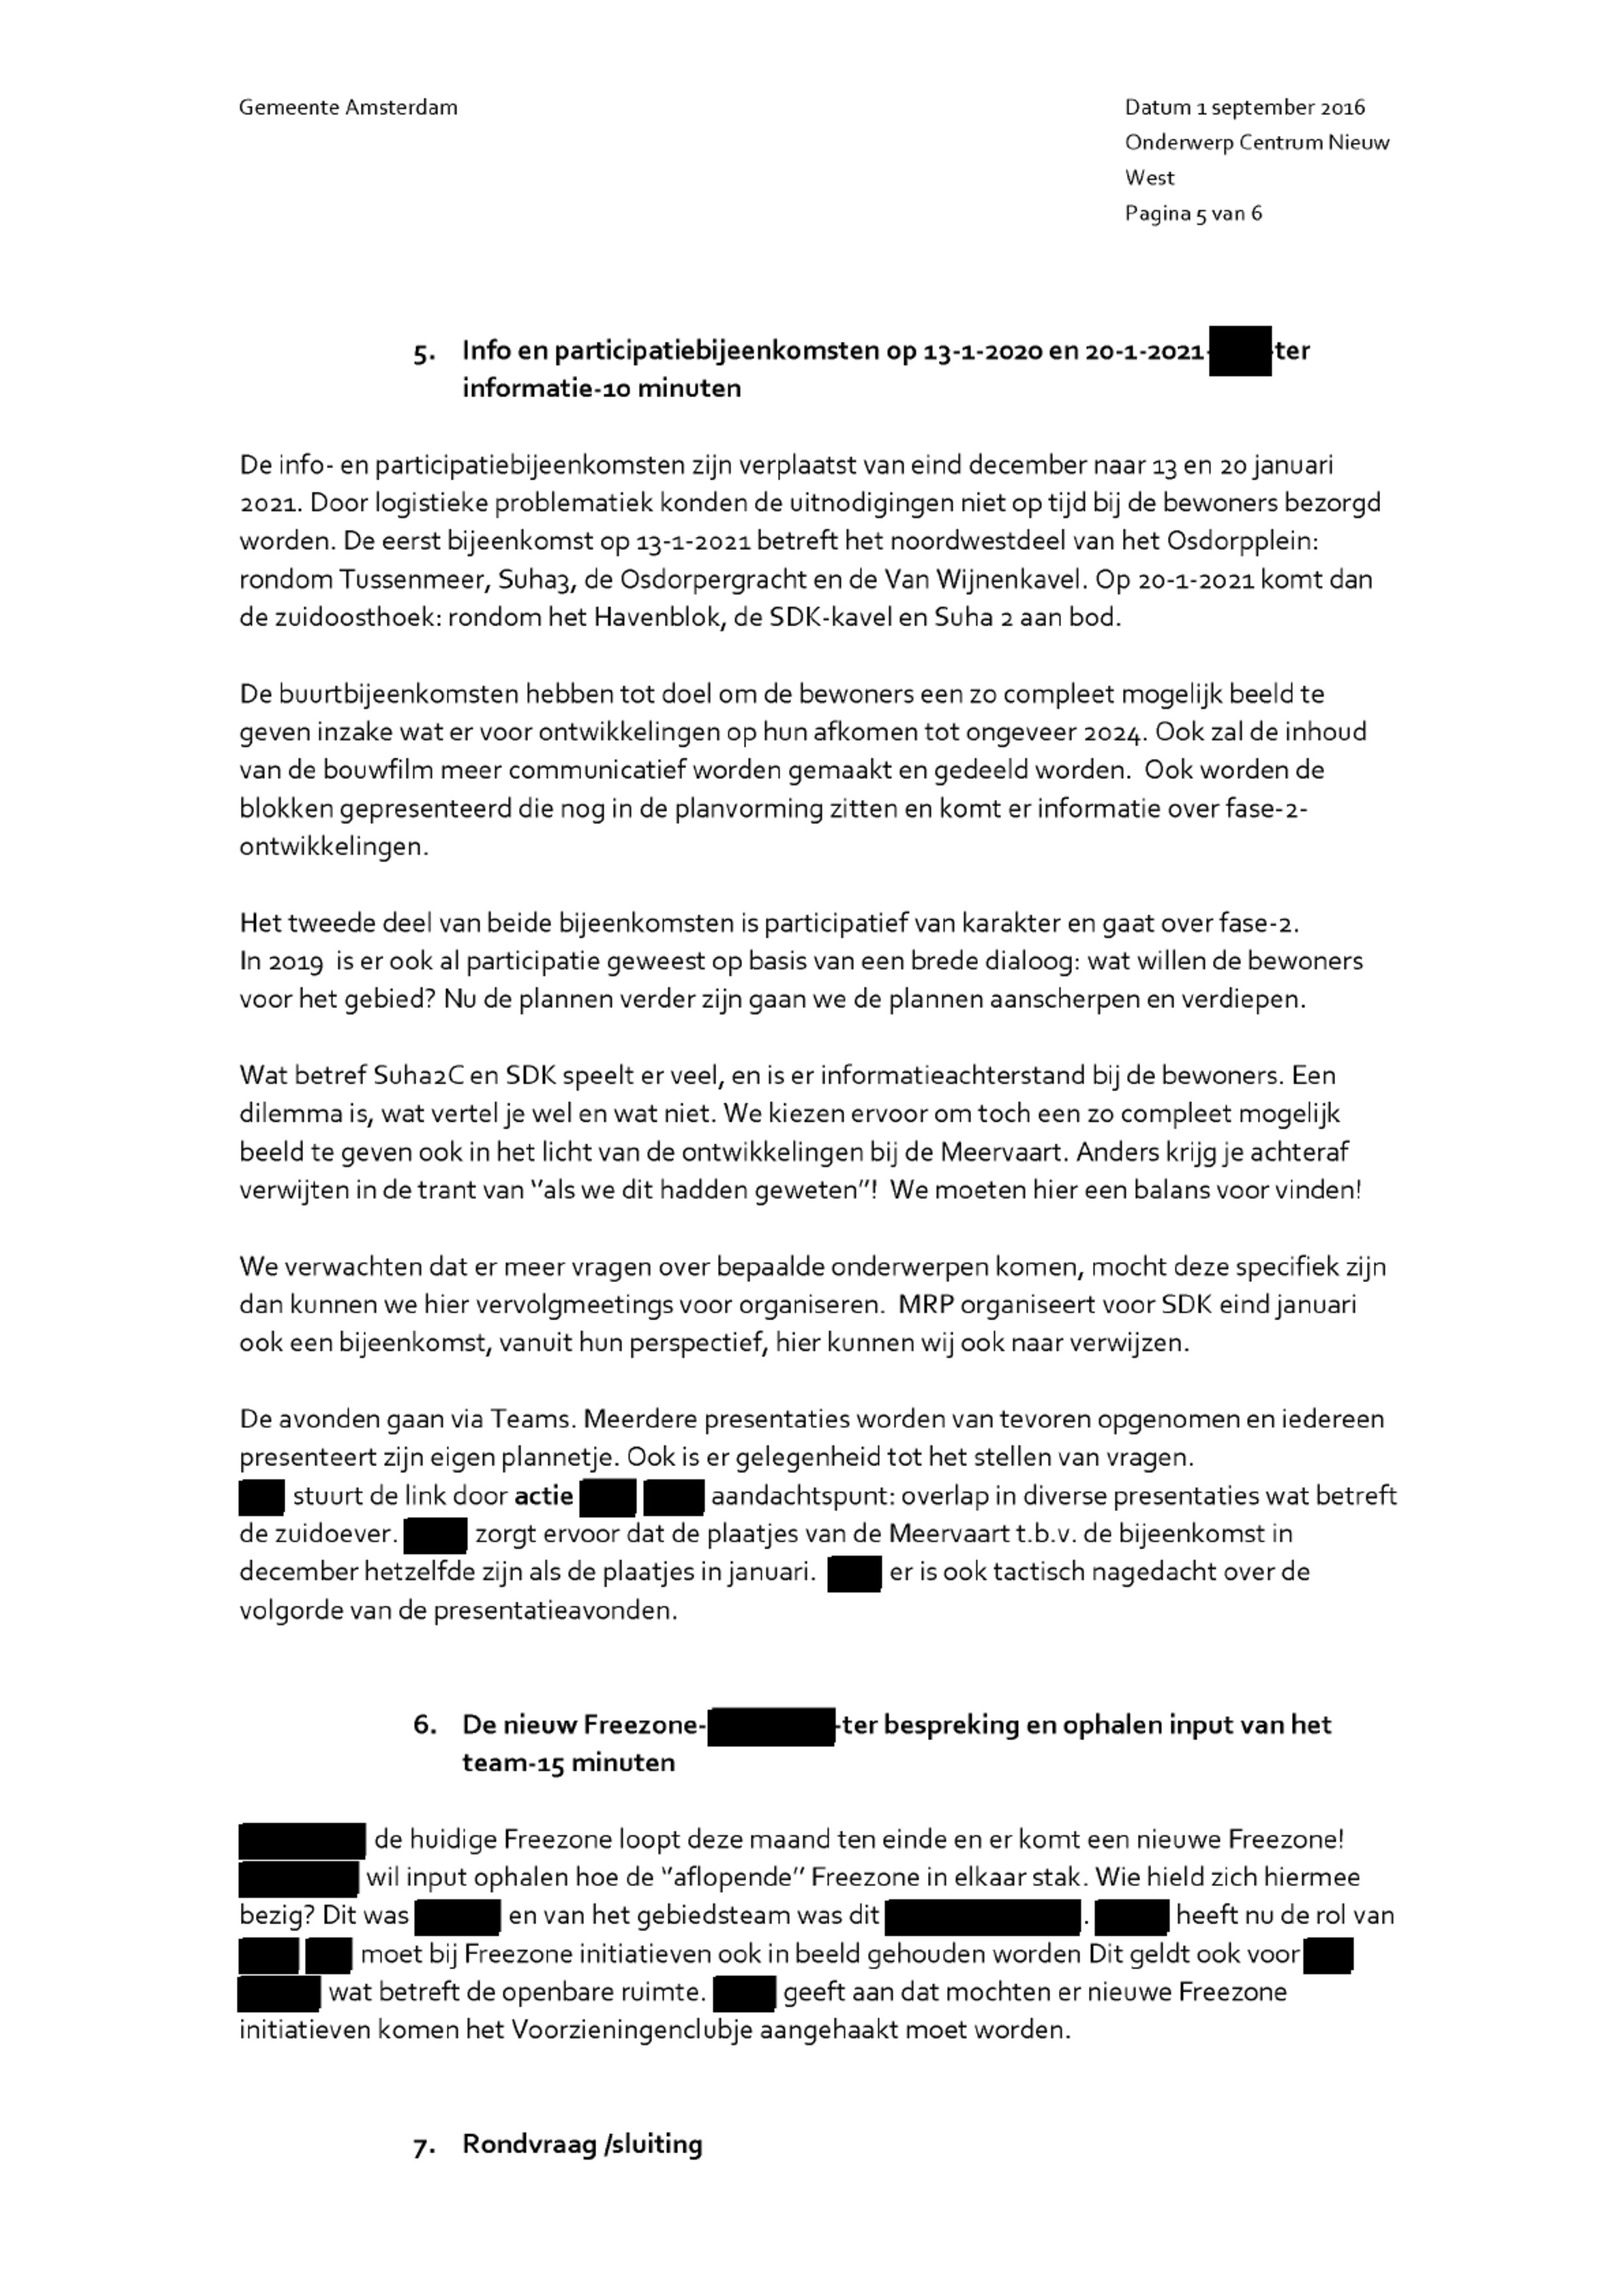 Gemeente Amsterdam
Datum 1 september 2016
Onderwerp Centrum Nieuw
West
Pagina 5 van 6
5. Info en participatiebijeenkomsten op 13-1-2020 en 20-1-2021- -ter
informatie-10 minuten
De info- en participatiebijeenkomsten zijn verplaatst van eind december naar 13 en 20 januari
2021. Door logistieke problematiek konden de uitnodigingen niet op tijd bij de bewoners bezorgd
worden. De eerst bijeenkomst op 13-1-2021 betreft het noordwestdeel van het Osdorpplein:
rondom Tussenmeer, Suha3, de Osdorpergracht en de Van Wijnenkavel. Op 20-1-2021 komt dan
de zuidoosthoek: rondom het Havenblok, de SDK-kavel en Suha 2 aan bod.
De buurtbijeenkomsten hebben tot doel om de bewoners een zo compleet mogelijk beeld te
geven inzake wat er voor ontwikkelingen op hun afkomen tot ongeveer 2024. Ook zal de inhoud
van de bouwfilm meer communicatief worden gemaakt en gedeeld worden. Ook worden de
blokken gepresenteerd die nog in de planvorming zitten en komt er informatie over fase-2-
ontwikkelingen.
Het tweede deel van beide bijeenkomsten is participatief van karakter en gaat over fase-2.
In 2019 is er ook al participatie geweest op basis van een brede dialoog: wat willen de bewoners
voor het gebied? Nu de plannen verder zijn gaan we de plannen aanscherpen en verdiepen.
Wat betref Suha2C en SDK speelt er veel, en is er informatieachterstand bij de bewoners. Een
dilemma is, wat vertel je wel en wat niet. We kiezen ervoor om toch een zo compleet mogelijk
beeld te geven ook in het licht van de ontwikkelingen bij de Meervaart. Anders krijg je achteraf
verwijten in de trant van "als we dit hadden geweten"! We moeten hier een balans voor vinden!
We verwachten dat er meer vragen over bepaalde onderwerpen komen, mocht deze specifiek zijn
dan kunnen we hier vervolgmeetings voor organiseren. MRP organiseert voor SDK eind januari
ook een bijeenkomst, vanuit hun perspectief, hier kunnen wij ook naar verwijzen.
De avonden gaan via Teams. Meerdere presentaties worden van tevoren opgenomen en iedereen
presenteert zijn eigen plannetje. Ook is er gelegenheid tot het stellen van vragen.
stuurt de link door actie aandachtspunt: overlap in diverse presentaties wat betreft
de zuidoever. zorgt ervoor dat de plaatjes van de Meervaart t.b.v. de bijeenkomst in
december hetzelfde zijn als de plaatjes in januari. er is ook tactisch nagedacht over de
volgorde van de presentatieavonden.
6. De nieuw Freezone- -ter bespreking en ophalen input van het
team-15 minuten
de huidige Freezone loopt deze maand ten einde en er komt een nieuwe Freezone!
wil input ophalen hoe de "aflopende" Freezone in elkaar stak. Wie hield zich hiermee
bezig? Dit was en van het gebiedsteam was dit . heeft nu de rol van
moet bij Freezone initiatieven ook in beeld gehouden worden Dit geldt ook voor
wat betreft de openbare ruimte. geeft aan dat mochten er nieuwe Freezone
initiatieven komen het Voorzieningenclubje aangehaakt moet worden.
7. Rondvraag /sluiting